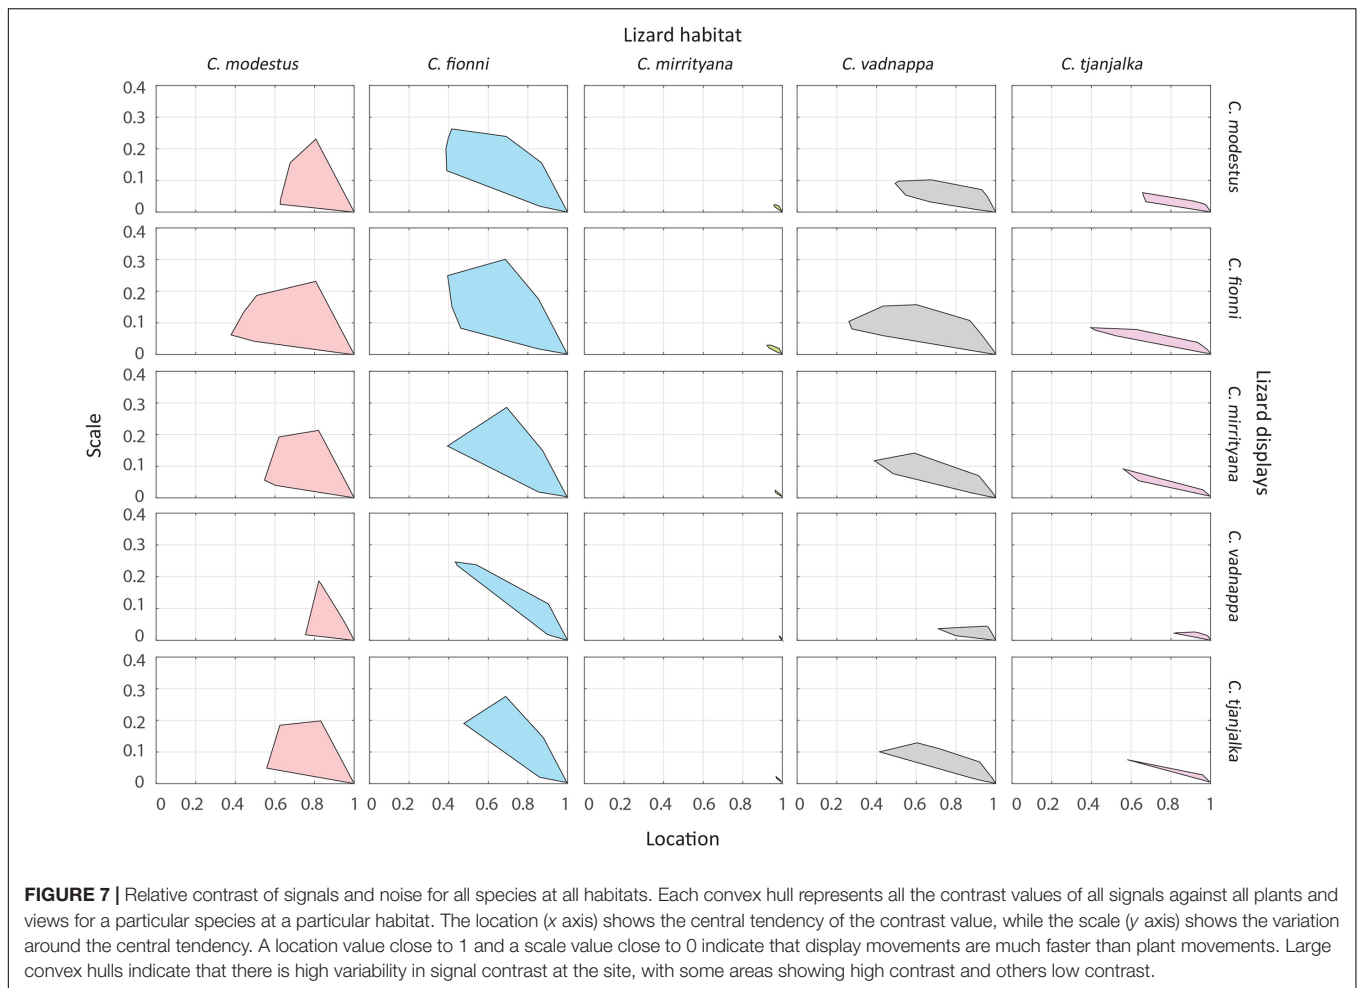 Lizard habitat
C. modestus C. fionni C. mirrityana C. vadnappa C. tjanjalka
0.4
0.3
0.2
0.1
0
C. modestus
0.4
0.3
0.2
0.1
0
C. fionni
Scale
0.4
0.3
0.2
0.1
0
C. mirrityana
Lizard displays
0.4
0.3
0.2
0.1
0
C. vadnappa
0.4
0.3
0.2
0.1
0
C. tjanjalka
0 0.2 0.4 0.6 0.8 1 0 0.2 0.4 0.6 0.8 1 0 0.2 0.4 0.6 0.8 1 0 0.2 0.4 0.6 0.8 1 0 0.2 0.4 0.6 0.8 1
Location
FIGURE 7 | Relative contrast of signals and noise for all species at all habitats. Each convex hull represents all the contrast values of all signals against all plants and
views for a particular species at a particular habitat. The location (x axis) shows the central tendency of the contrast value, while the scale (y axis) shows the variation
around the central tendency. A location value close to 1 and a scale value close to 0 indicate that display movements are much faster than plant movements. Large
convex hulls indicate that there is high variability in signal contrast at the site, with some areas showing high contrast and others low contrast.